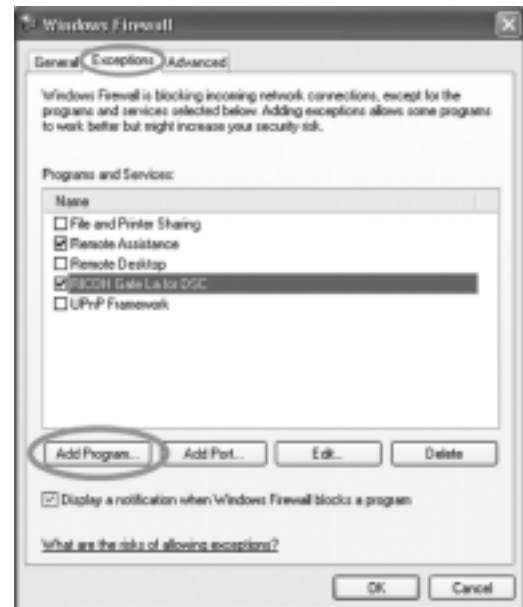 Windows Firewall
General Exceptions Advanced
Windows Firewall is blocking incoming network connections, except for the
programs and services selected below. Adding exceptions allows some programs
to work better but might increase your security risk.
Programs and Services:
Name
File and Printer Sharing
Remote Assistance
Remote Desktop
RICOH Gate La for DSC
UPnP Framework
Add Program... Add Port... Edit... Delete
Display a notification when Windows Firewall blocks a program
What are the risks of allowing exceptions?
OK Cancel